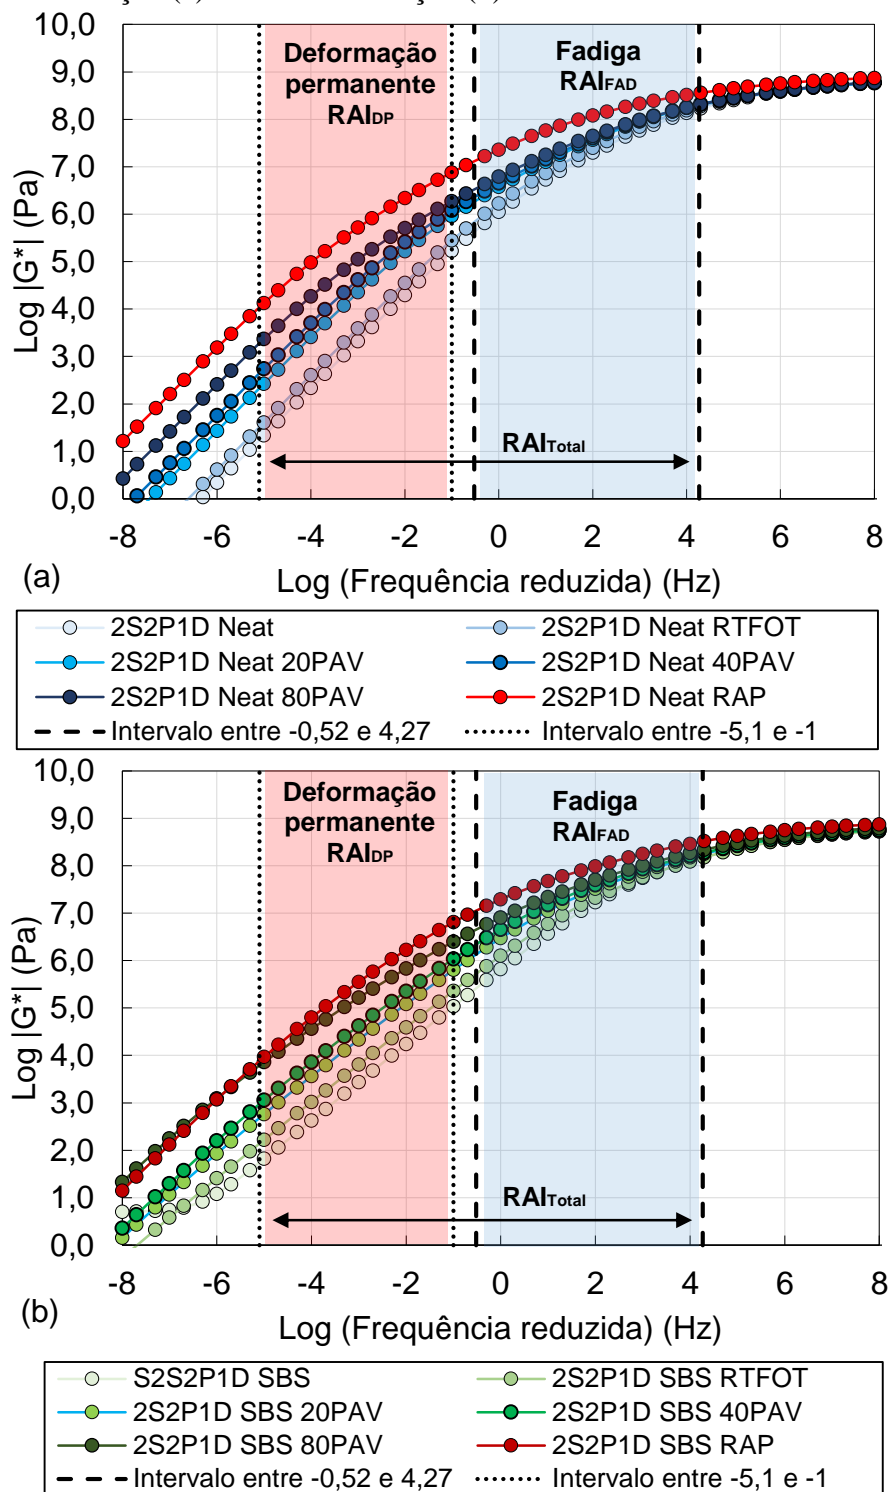 10,0
9,0
8,0
7,0
6,0
5,0
4,0
3,0
2,0
1,0
0,0
Log |G*| (Pa)
Deformação
permanente
RAIDP
Fadiga
RAIFAD
RAITotal
-8 -6 -4 -2 0 2 4 6 8
(a)
Log (Frequência reduzida) (Hz)
2S2P1D Neat 2S2P1D Neat RTFOT
2S2P1D Neat 20PAV 2S2P1D Neat 40PAV
2S2P1D Neat 80PAV 2S2P1D Neat RAP
Intervalo entre -0,52 e 4,27 Intervalo entre -5,1 e -1
10,0
9,0
8,0
7,0
6,0
5,0
4,0
3,0
2,0
1,0
0,0
Log |G*| (Pa)
Deformação
permanente
RAIDP
Fadiga
RAIFAD
RAITotal
-8 -6 -4 -2 0 2 4 6 8
(b)
Log (Frequência reduzida) (Hz)
S2S2P1D SBS 2S2P1D SBS RTFOT
2S2P1D SBS 20PAV 2S2P1D SBS 40PAV
2S2P1D SBS 80PAV 2S2P1D SBS RAP
Intervalo entre -0,52 e 4,27 Intervalo entre -5,1 e -1